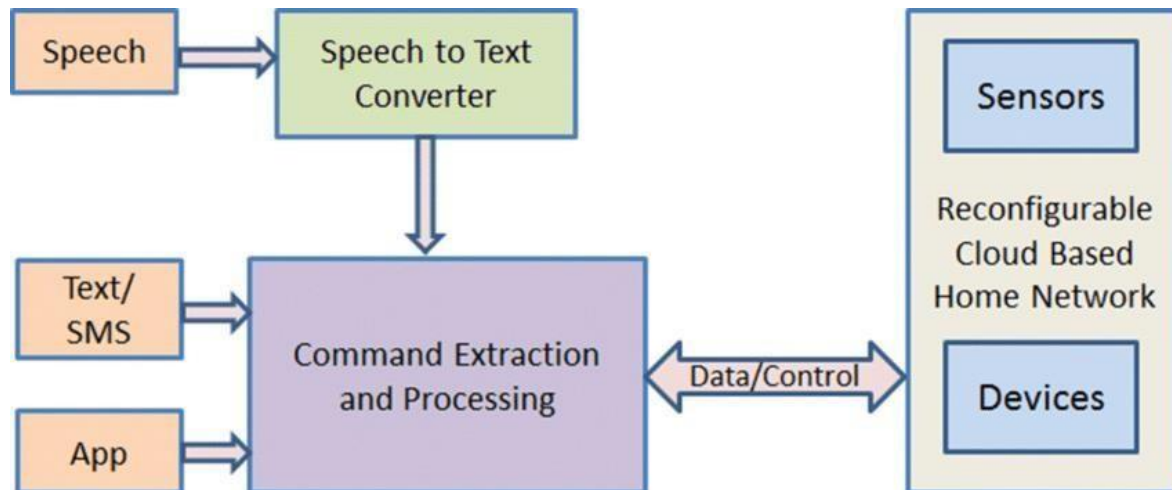 Speech
Speech to Text
Converter
Sensors
Reconfigurable
Cloud Based
Home Network
Text/
SMS
Command Extraction
and Processing
Data/Control
Devices
App